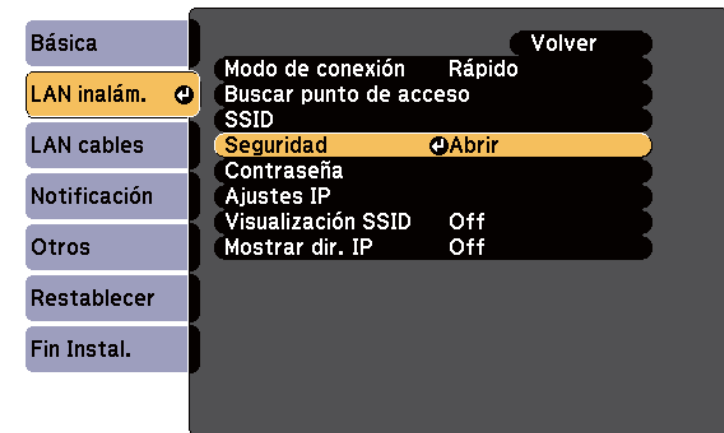 Básica
LAN inalám.
LAN cables
Notificación
Otros
Restablecer
Fin Instal.
Volver
Modo de conexión Rápido
Buscar punto de acceso
SSID
Seguridad Abrir
Contraseña
Ajustes IP
Visualización SSID Off
Mostrar dir. IP Off